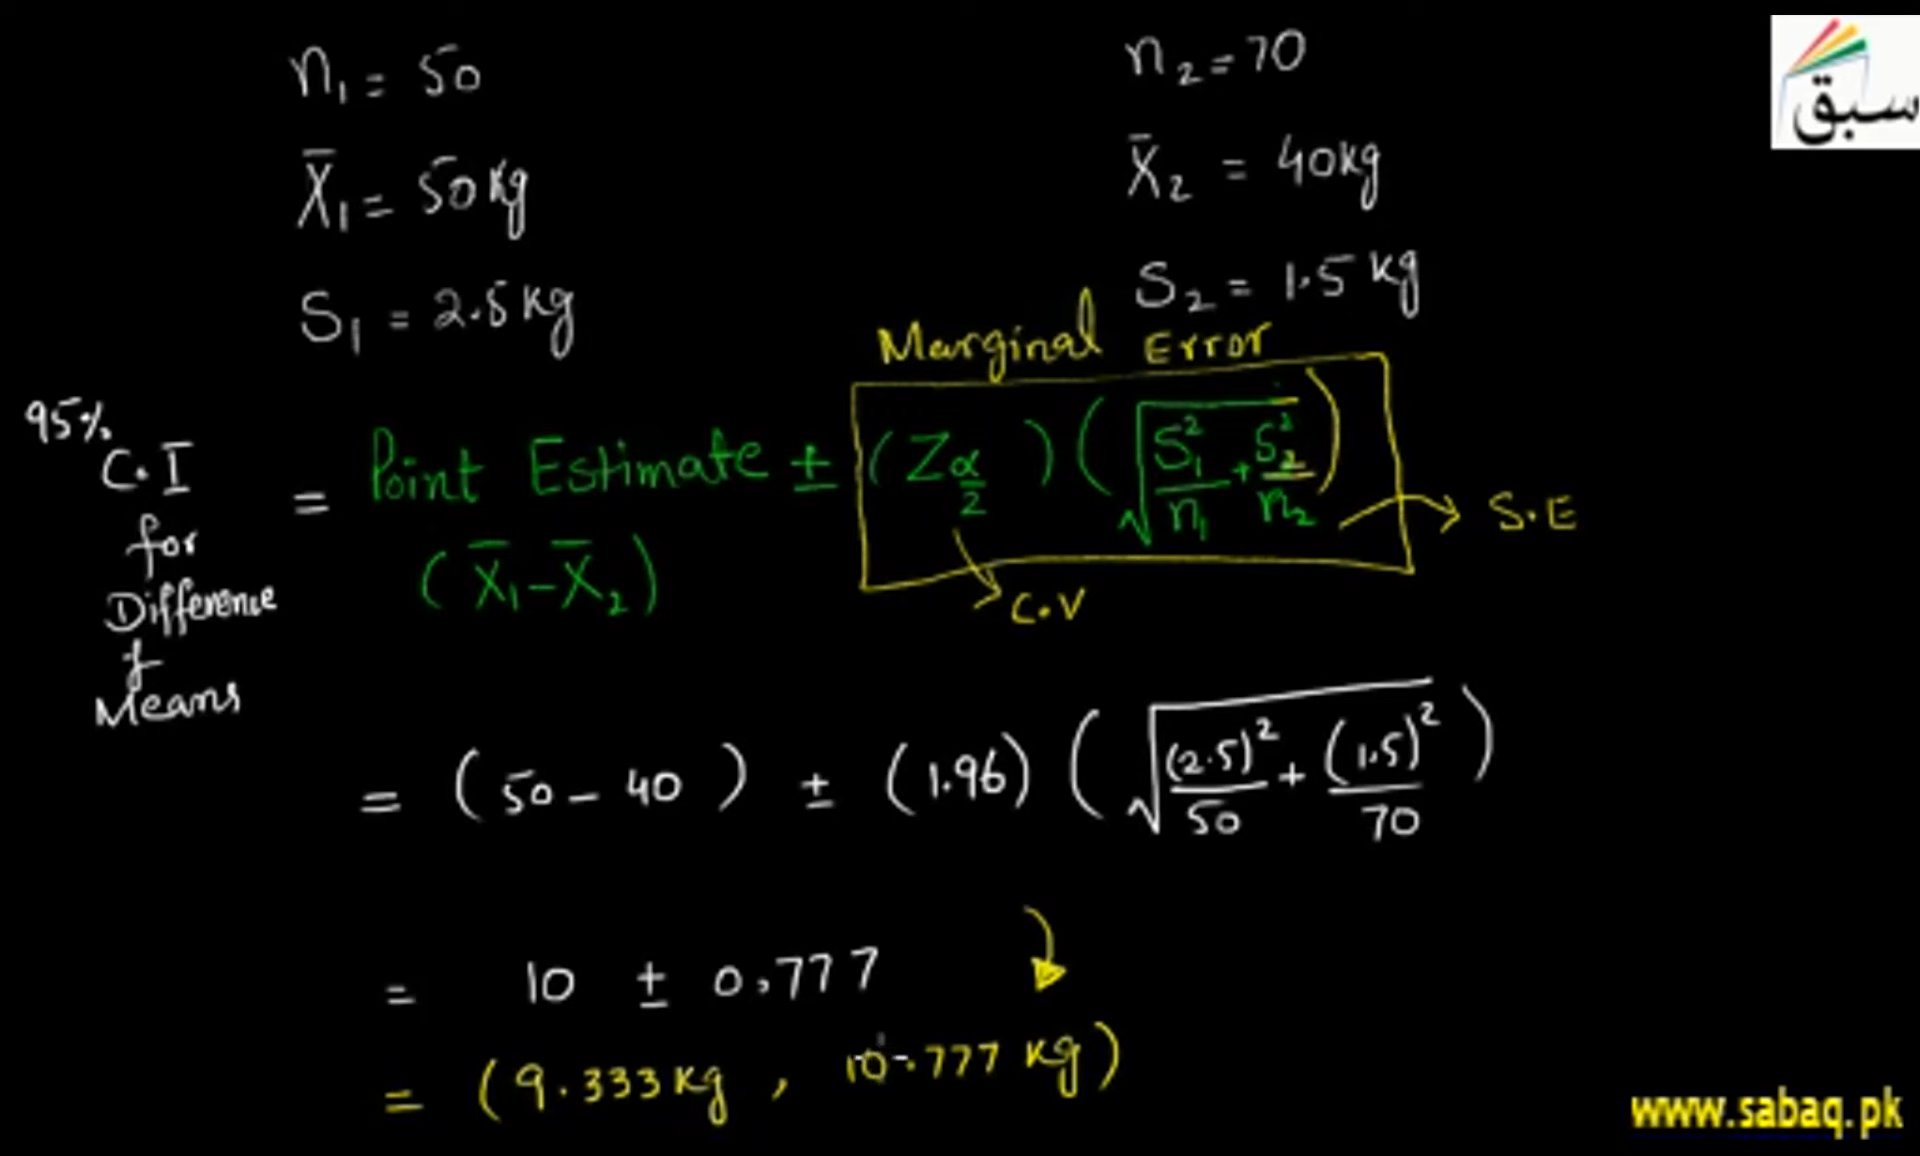 n₁ = 50
n₂ = 70
سبق
X̄₁ = 50 kg
X̄₂ = 40 kg
S₁ = 2.5 kg
S₂ = 1.5 kg
Marginal Error
95%
C.I
for
Difference
of
Means
= Point Estimate ± (Z α/2) (√(S₁²/n₁ + S₂²/n₂)) → S.E
(X̄₁ - X̄₂)
C.V
= (50 - 40) ± (1.96) (√((2.5)²/50 + (1.5)²/70))
= 10 ± 0.777
= (9.333 kg , 10.777 kg)
www.sabaq.pk